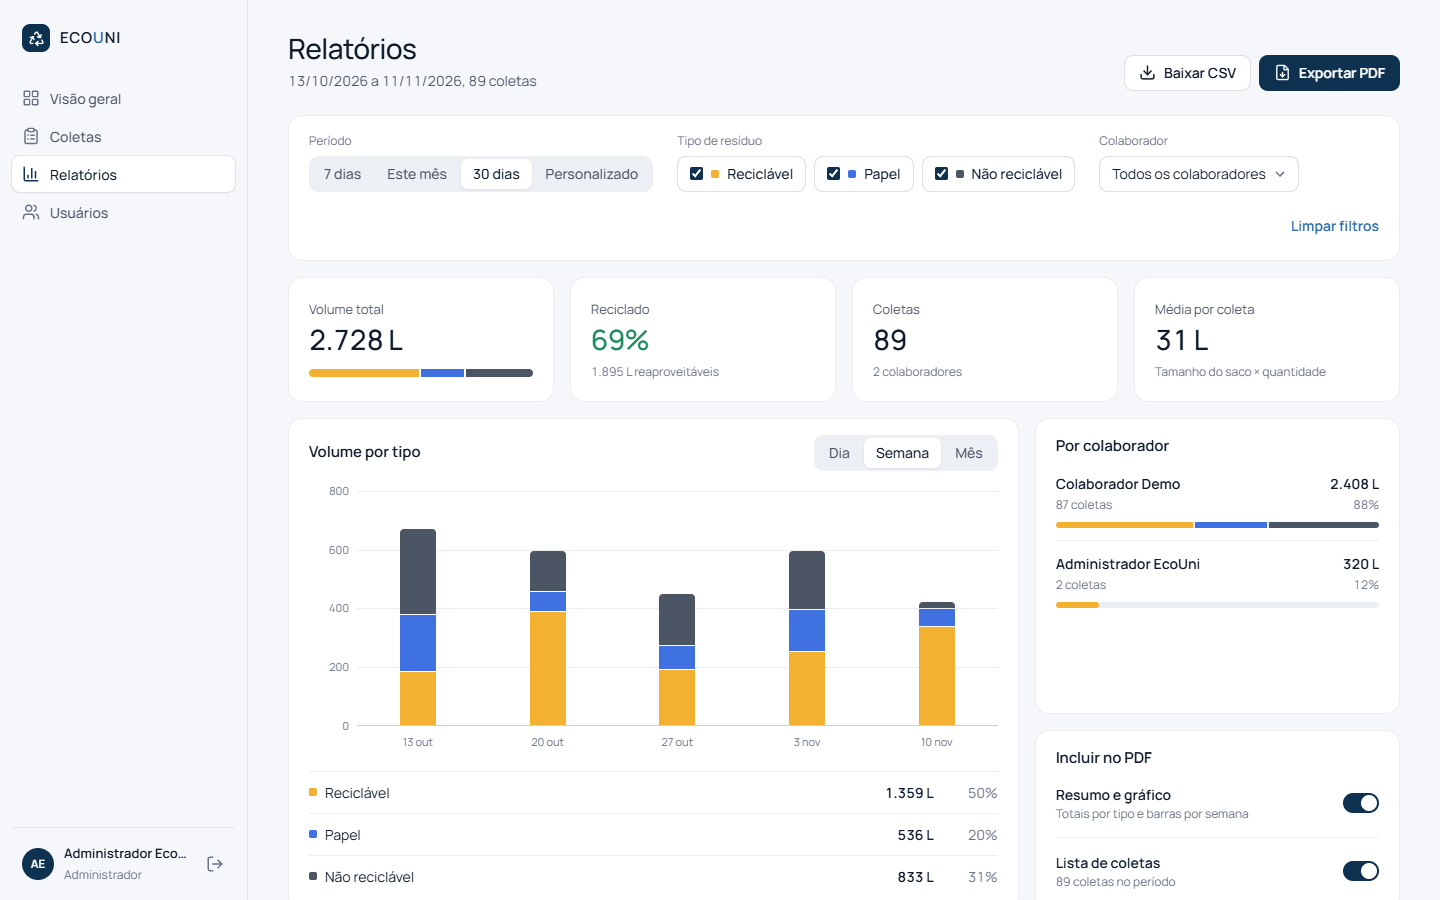 ECOUNI
Visão geral
Coletas
Relatórios
Usuários
Administrador Eco...
Administrador
AE
Relatórios
13/10/2026 a 11/11/2026, 89 coletas
Baixar CSV
Exportar PDF
Período
7 dias
Este mês
30 dias
Personalizado
Tipo de resíduo
Reciclável
Papel
Não reciclável
Colaborador
Todos os colaboradores
Limpar filtros
Volume total
2.728 L
Reciclado
69%
1.895 L reaproveitáveis
Coletas
89
2 colaboradores
Média por coleta
31 L
Tamanho do saco × quantidade
Volume por tipo
Dia
Semana
Mês
800
600
400
200
0
13 out
20 out
27 out
3 nov
10 nov
Reciclável 1.359 L 50%
Papel 536 L 20%
Não reciclável 833 L 31%
Por colaborador
Colaborador Demo 2.408 L
87 coletas 88%
Administrador EcoUni 320 L
2 coletas 12%
Incluir no PDF
Resumo e gráfico
Totais por tipo e barras por semana
Lista de coletas
89 coletas no período